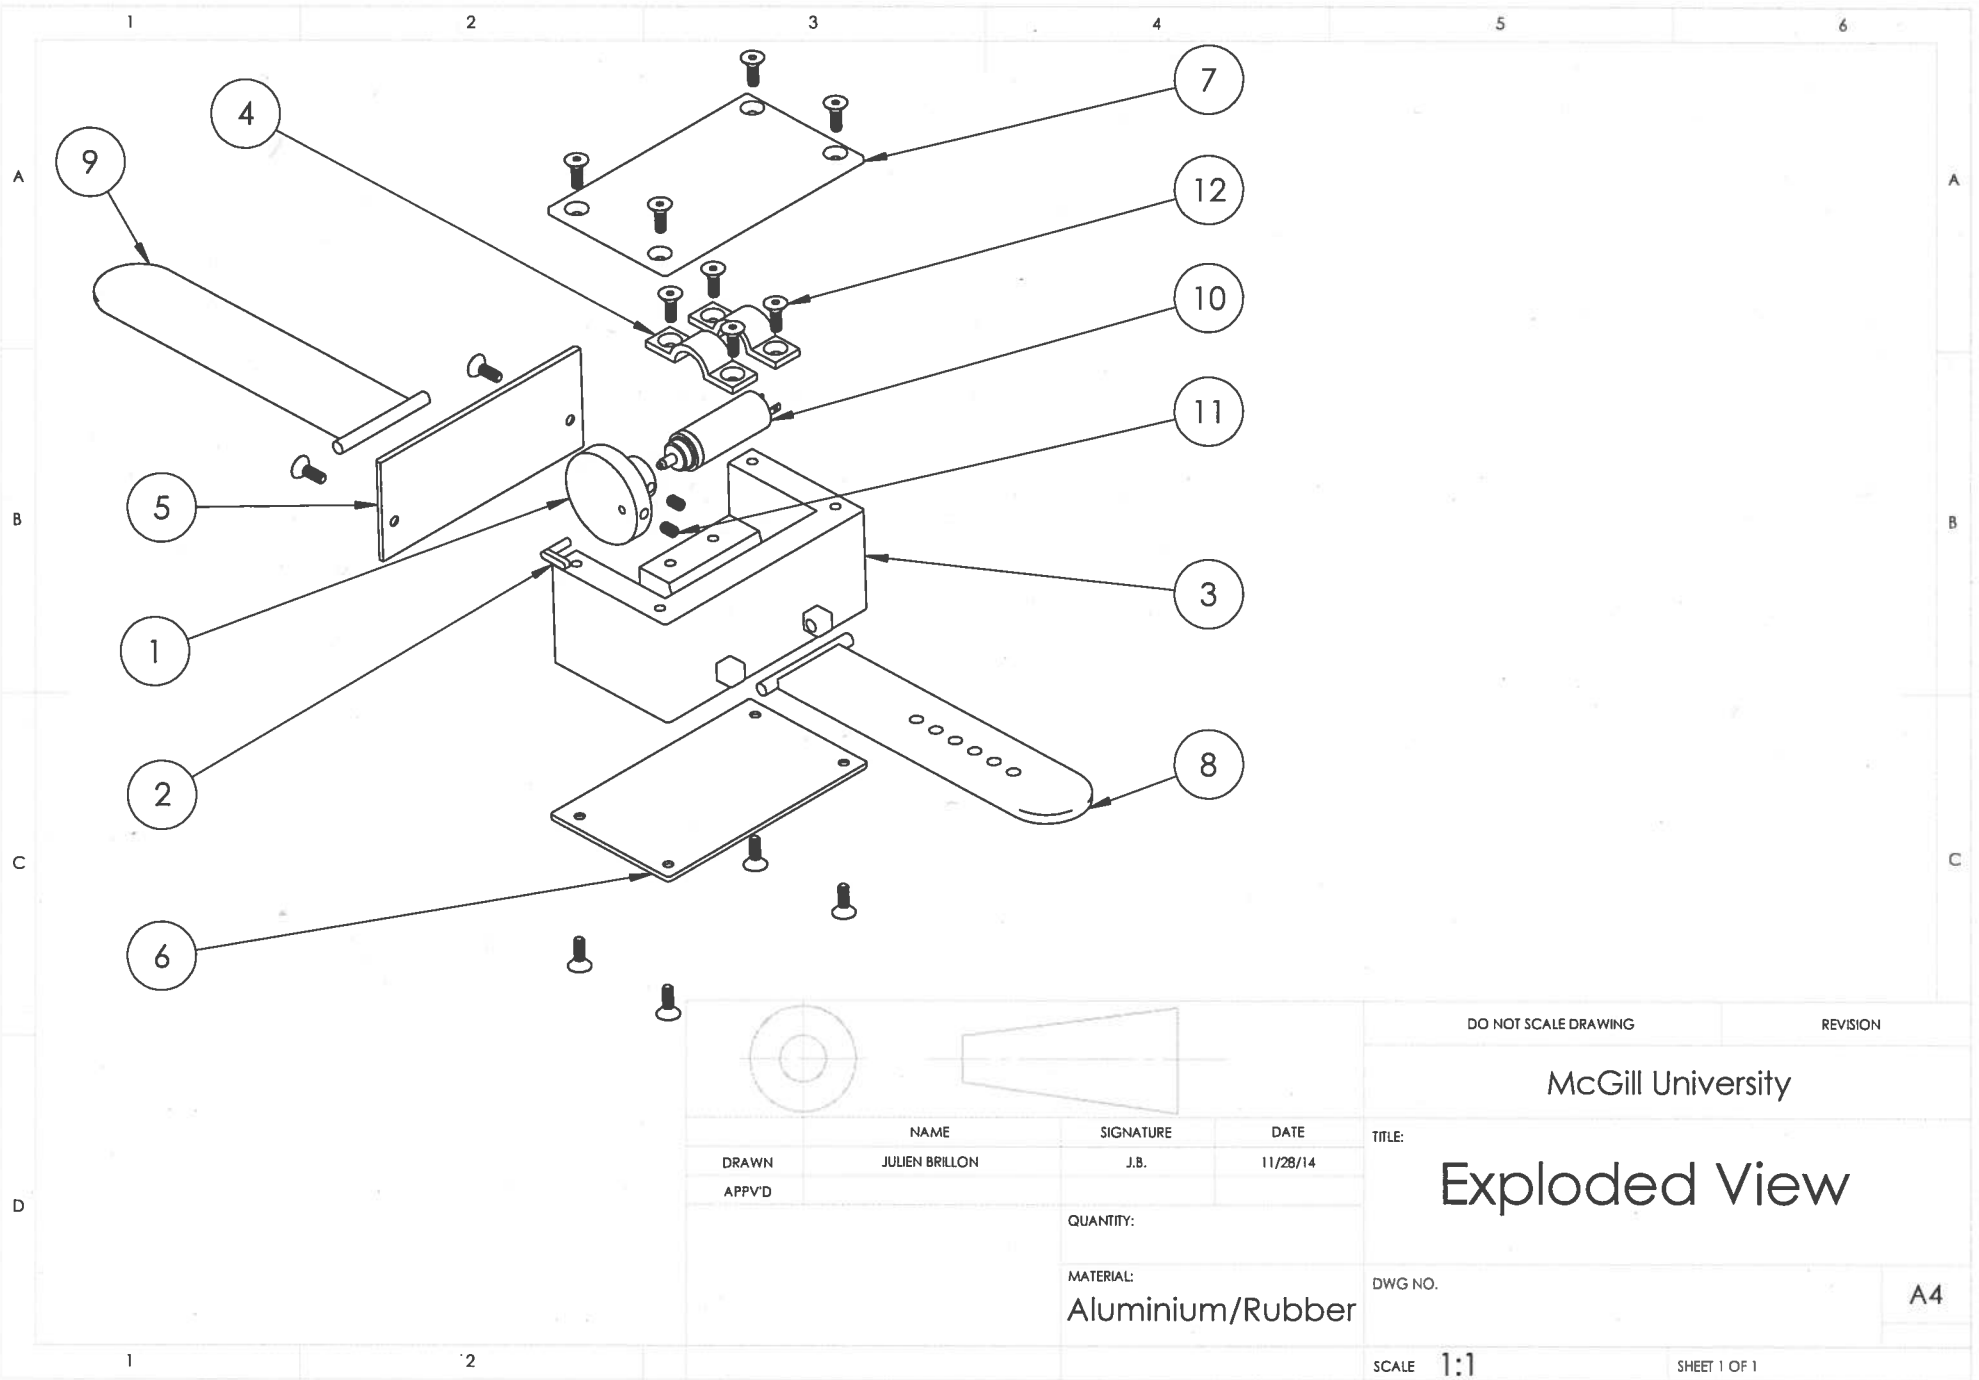 1 2 3 4 5 6
4
7
9
A A
12
10
11
5
B B
3
1
8
2
C C
6
DO NOT SCALE DRAWING REVISION
McGill University
NAME SIGNATURE DATE
TITLE:
DRAWN JULIEN BRILLON J.B. 11/28/14
Exploded View
APPV'D
D
QUANTITY:
MATERIAL:
DWG NO.
Aluminium/Rubber
A4
1 2
SCALE 1:1 SHEET 1 OF 1